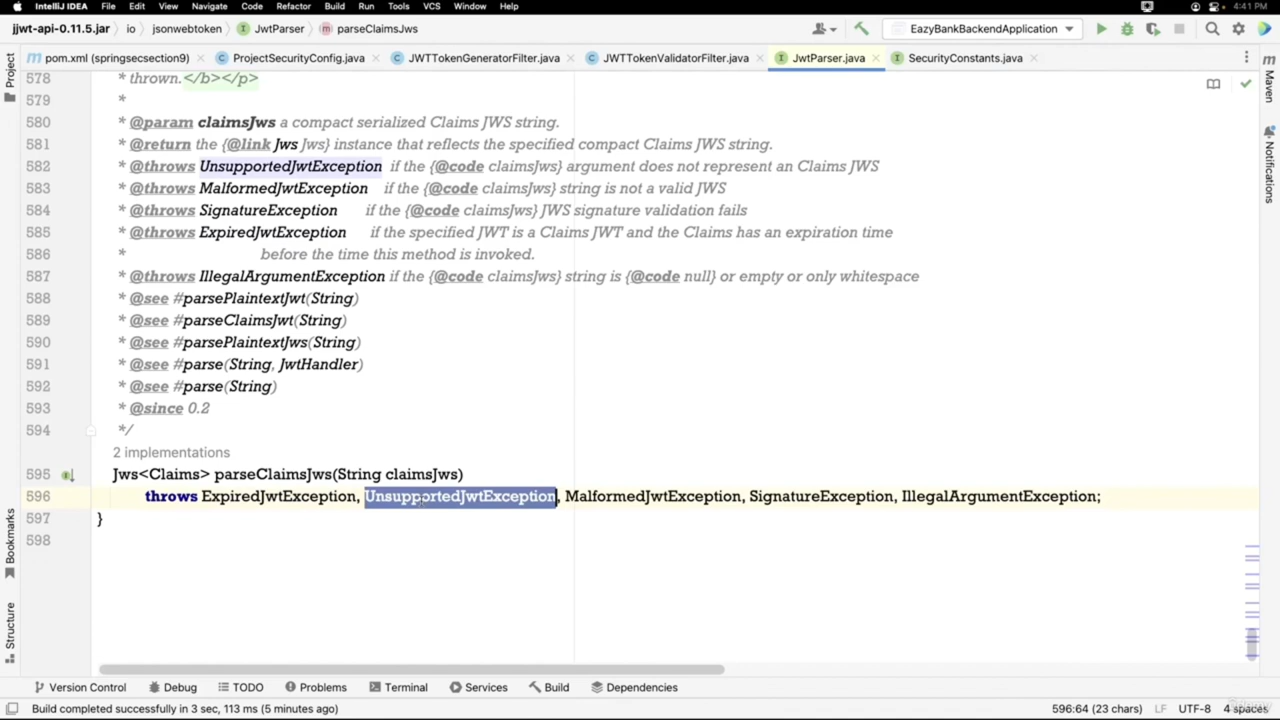 IntelliJ IDEA File Edit View Navigate Code Refactor Build Run Tools VCS Window Help 4:41 PM
jjwt-api-0.11.5.jar io jsonwebtoken JwtParser parseClaimsJws EazyBankBackendApplication
pom.xml (springsecsection9) ProjectSecurityConfig.java JWTTokenGeneratorFilter.java JWTTokenValidatorFilter.java JwtParser.java SecurityConstants.java
Project
Maven
Notifications
578 * thrown.</b></p>
579 *
580 * @param claimsJws a compact serialized Claims JWS string.
581 * @return the {@link Jws Jws} instance that reflects the specified compact Claims JWS string.
582 * @throws UnsupportedJwtException if the {@code claimsJws} argument does not represent an Claims JWS
583 * @throws MalformedJwtException if the {@code claimsJws} string is not a valid JWS
584 * @throws SignatureException if the {@code claimsJws} JWS signature validation fails
585 * @throws ExpiredJwtException if the specified JWT is a Claims JWT and the Claims has an expiration time
586 * before the time this method is invoked.
587 * @throws IllegalArgumentException if the {@code claimsJws} string is {@code null} or empty or only whitespace
588 * @see #parsePlaintextJwt(String)
589 * @see #parseClaimsJwt(String)
590 * @see #parsePlaintextJws(String)
591 * @see #parse(String, JwtHandler)
592 * @see #parse(String)
593 * @since 0.2
594 */
2 implementations
595 Jws<Claims> parseClaimsJws(String claimsJws)
596 throws ExpiredJwtException, UnsupportedJwtException, MalformedJwtException, SignatureException, IllegalArgumentException;
597 }
598
Bookmarks
Structure
Version Control Debug TODO Problems Terminal Services Build Dependencies
Build completed successfully in 3 sec, 113 ms (5 minutes ago) 596:64 (23 chars) LF UTF-8 4 spaces